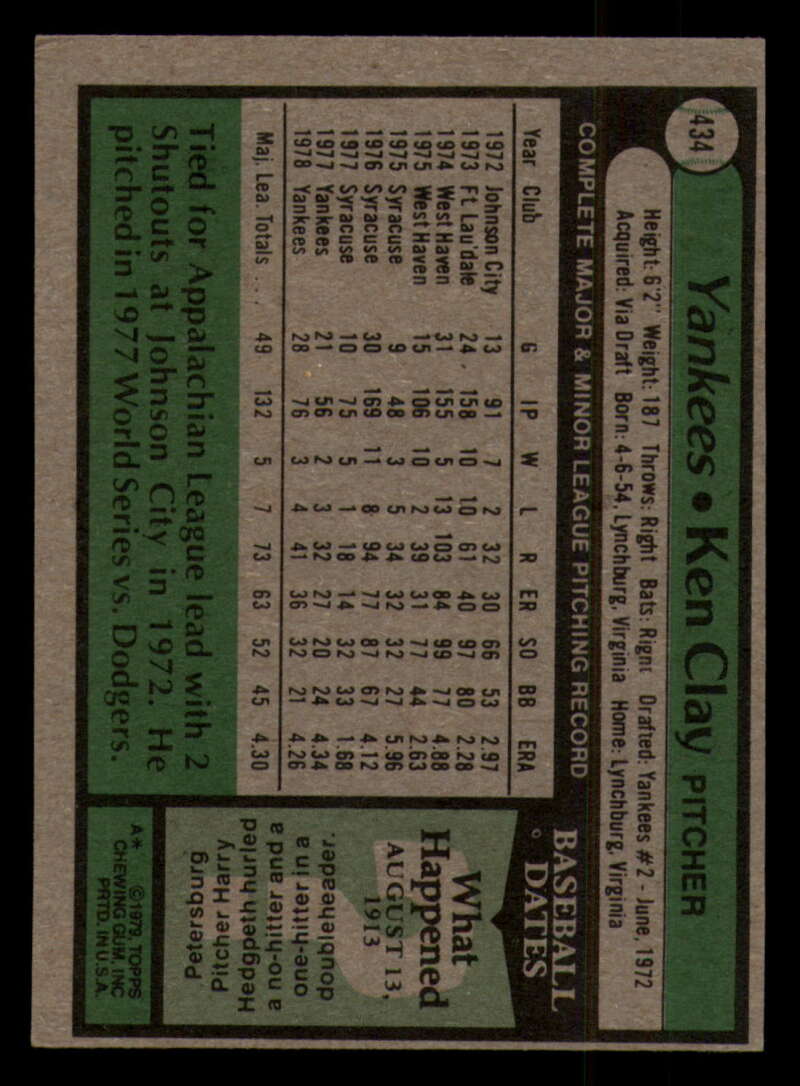 434
Yankees • Ken Clay PITCHER
Height: 6'2" Weight: 187 Throws: Right Bats: Right Drafted: Yankees #2 - June, 1972
Acquired: Via Draft Born: 4-6-54, Lynchburg, Virginia Home: Lynchburg, Virginia
COMPLETE MAJOR & MINOR LEAGUE PITCHING RECORD
Year Club G IP W L R ER SO BB ERA
1972 Johnson City 13 91 7 2 32 30 66 53 2.97
1973 Ft Lau'dale 24 158 10 10 61 40 97 80 2.28
1974 West Haven 31 155 5 13 103 84 99 77 4.88
1975 West Haven 15 106 10 2 39 31 77 44 2.63
1975 Syracuse 9 48 3 5 34 32 32 27 5.96
1976 Syracuse 30 169 11 8 94 77 87 67 4.12
1977 Syracuse 10 75 5 1 18 14 32 33 1.68
1977 Yankees 21 56 2 3 32 27 20 24 4.34
1978 Yankees 28 76 3 4 41 36 32 21 4.26
Maj. Lea. Totals ... 49 132 5 7 73 63 52 45 4.30
Tied for Appalachian League lead with 2
Shutouts at Johnson City in 1972. He
pitched in 1977 World Series vs. Dodgers.
BASEBALL
DATES
What
Happened
AUGUST 13,
1913
Petersburg
Pitcher Harry
Hedgpeth hurled
a no-hitter and a
one-hitter in a
doubleheader.
A* ©1979 TOPPS
CHEWING GUM, INC
PRTD. IN U.S.A.